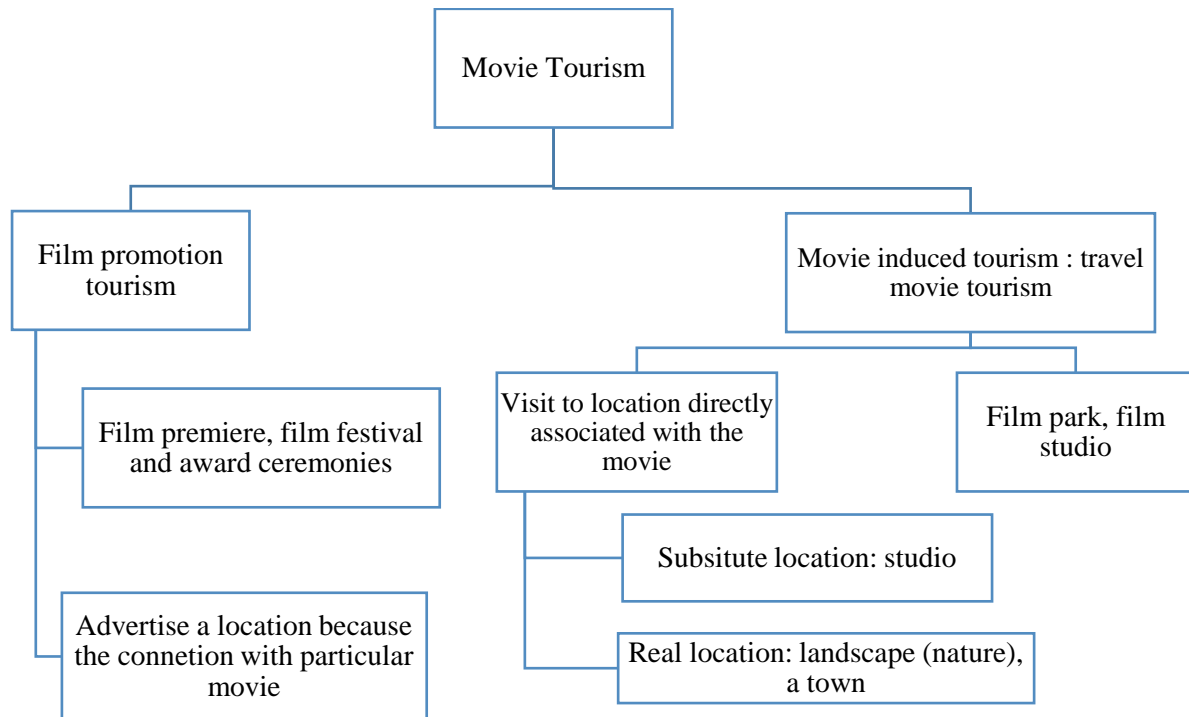 Movie Tourism
Film promotion
tourism
Movie induced tourism : travel
movie tourism
Film premiere, film festival
and award ceremonies
Visit to location directly
associated with the
movie
Film park, film
studio
Subsitute location: studio
Advertise a location because
the connetion with particular
movie
Real location: landscape (nature),
a town